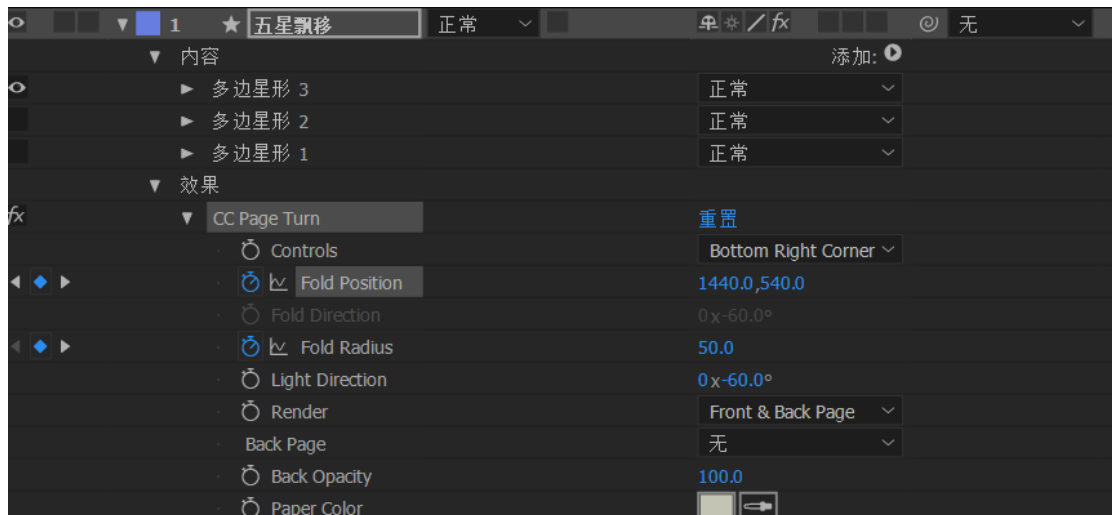 1 ★ 五星飘移 正常 fx 无
内容 添加:
多边星形 3 正常
多边星形 2 正常
多边星形 1 正常
效果
fx CC Page Turn 重置
Controls Bottom Right Corner
Fold Position 1440.0,540.0
Fold Direction 0x-60.0°
Fold Radius 50.0
Light Direction 0x-60.0°
Render Front & Back Page
Back Page 无
Back Opacity 100.0
Paper Color